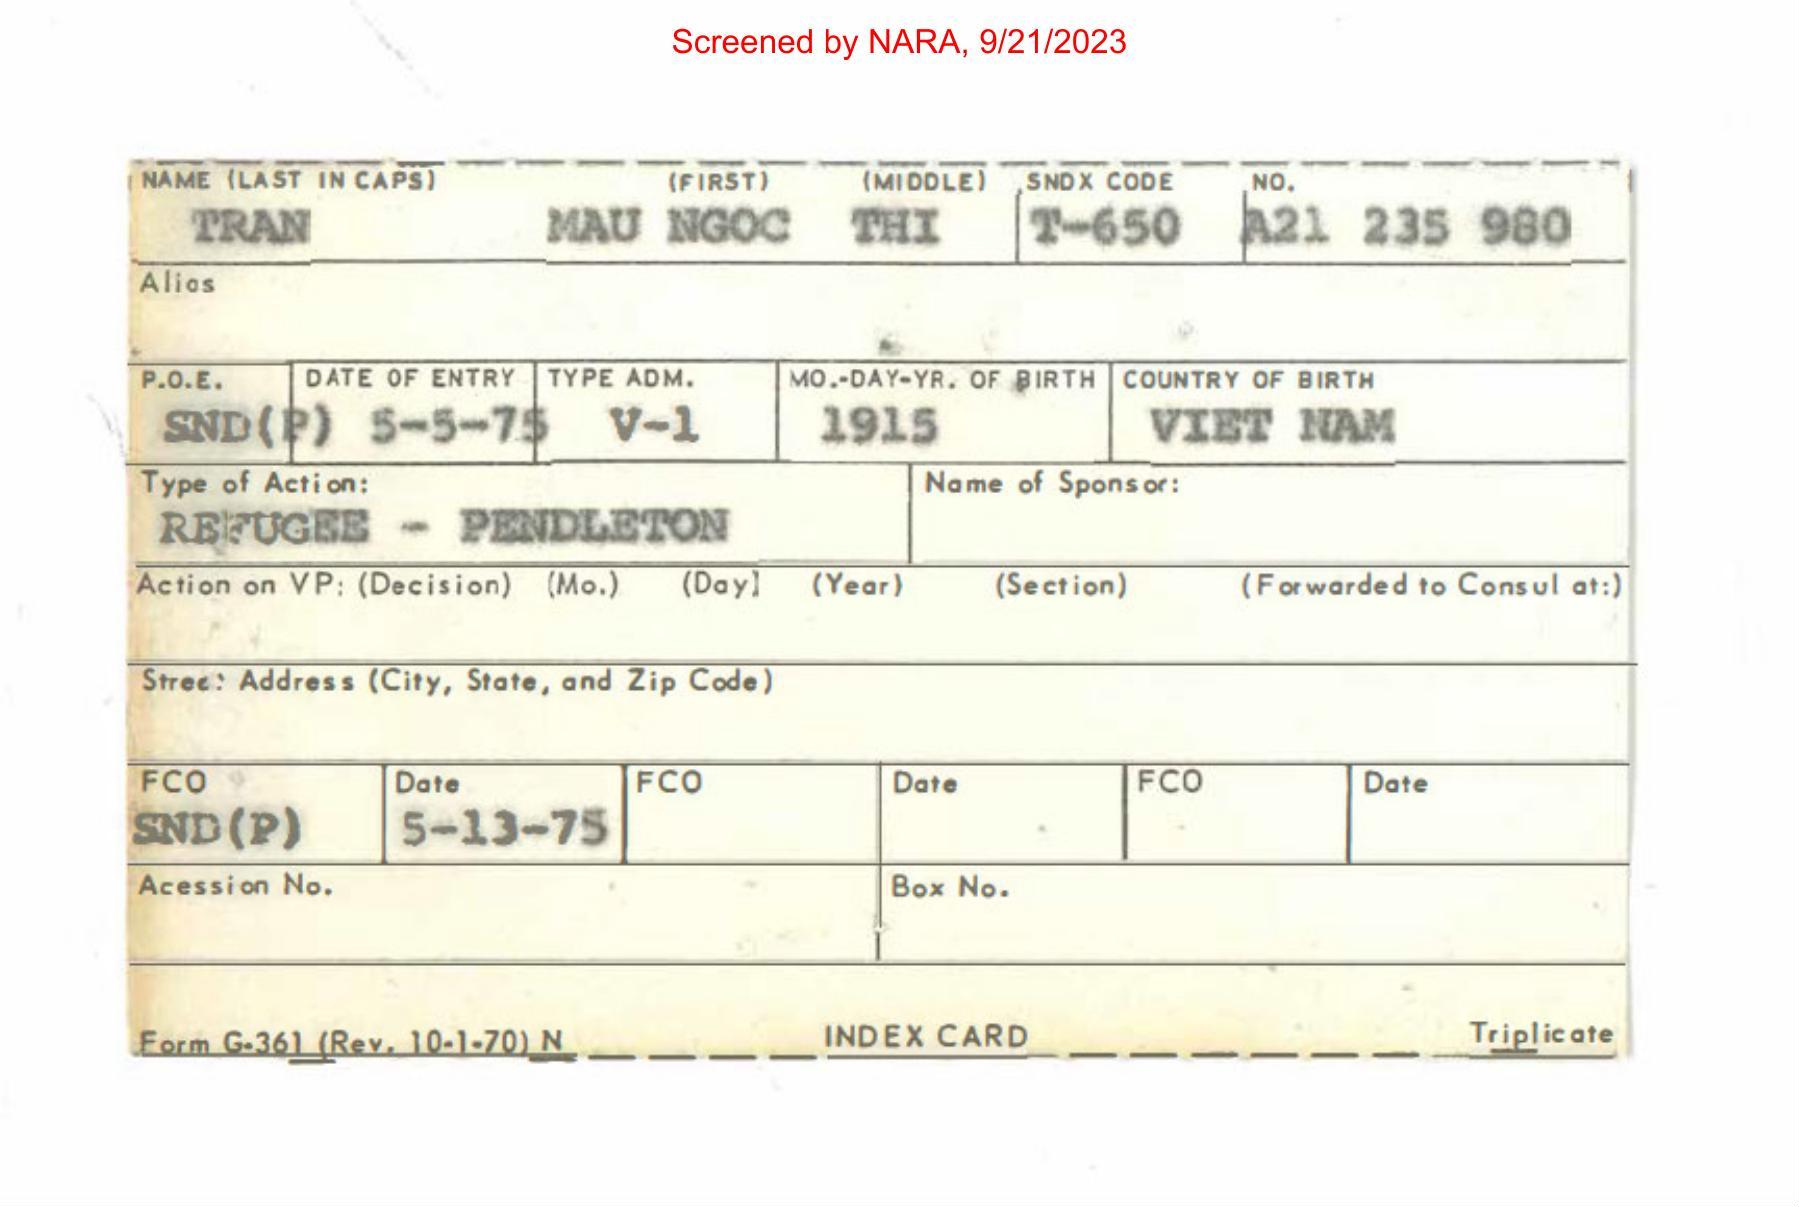 Screened by NARA, 9/21/2023
NAME (LAST IN CAPS) (FIRST) (MIDDLE) SNDX CODE NO.
TRAN MAU NGOC THI T-650 A21 235 980
Alias
P.O.E. DATE OF ENTRY TYPE ADM. MO.-DAY-YR. OF BIRTH COUNTRY OF BIRTH
SND(P) 5-5-75 V-1 1915 VIET NAM
Type of Action: Name of Sponsor:
REFUGEE - PENDLETON
Action on VP: (Decision) (Mo.) (Day) (Year) (Section) (Forwarded to Consul at:)
Street Address (City, State, and Zip Code)
FCO Date FCO Date FCO Date
SND(P) 5-13-75
Acession No. Box No.
Form G-361 (Rev. 10-1-70) N INDEX CARD Triplicate